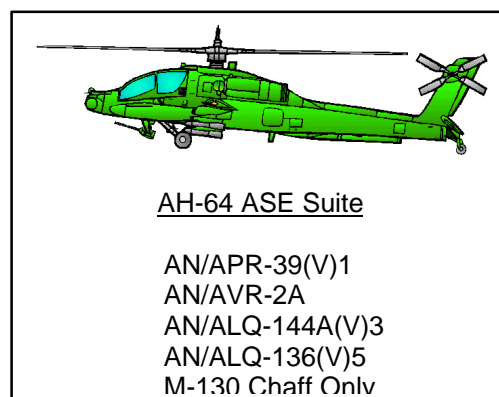 AH-64 ASE Suite
AN/APR-39(V)1
AN/AVR-2A
AN/ALQ-144A(V)3
AN/ALQ-136(V)5
M-130 Chaff Only